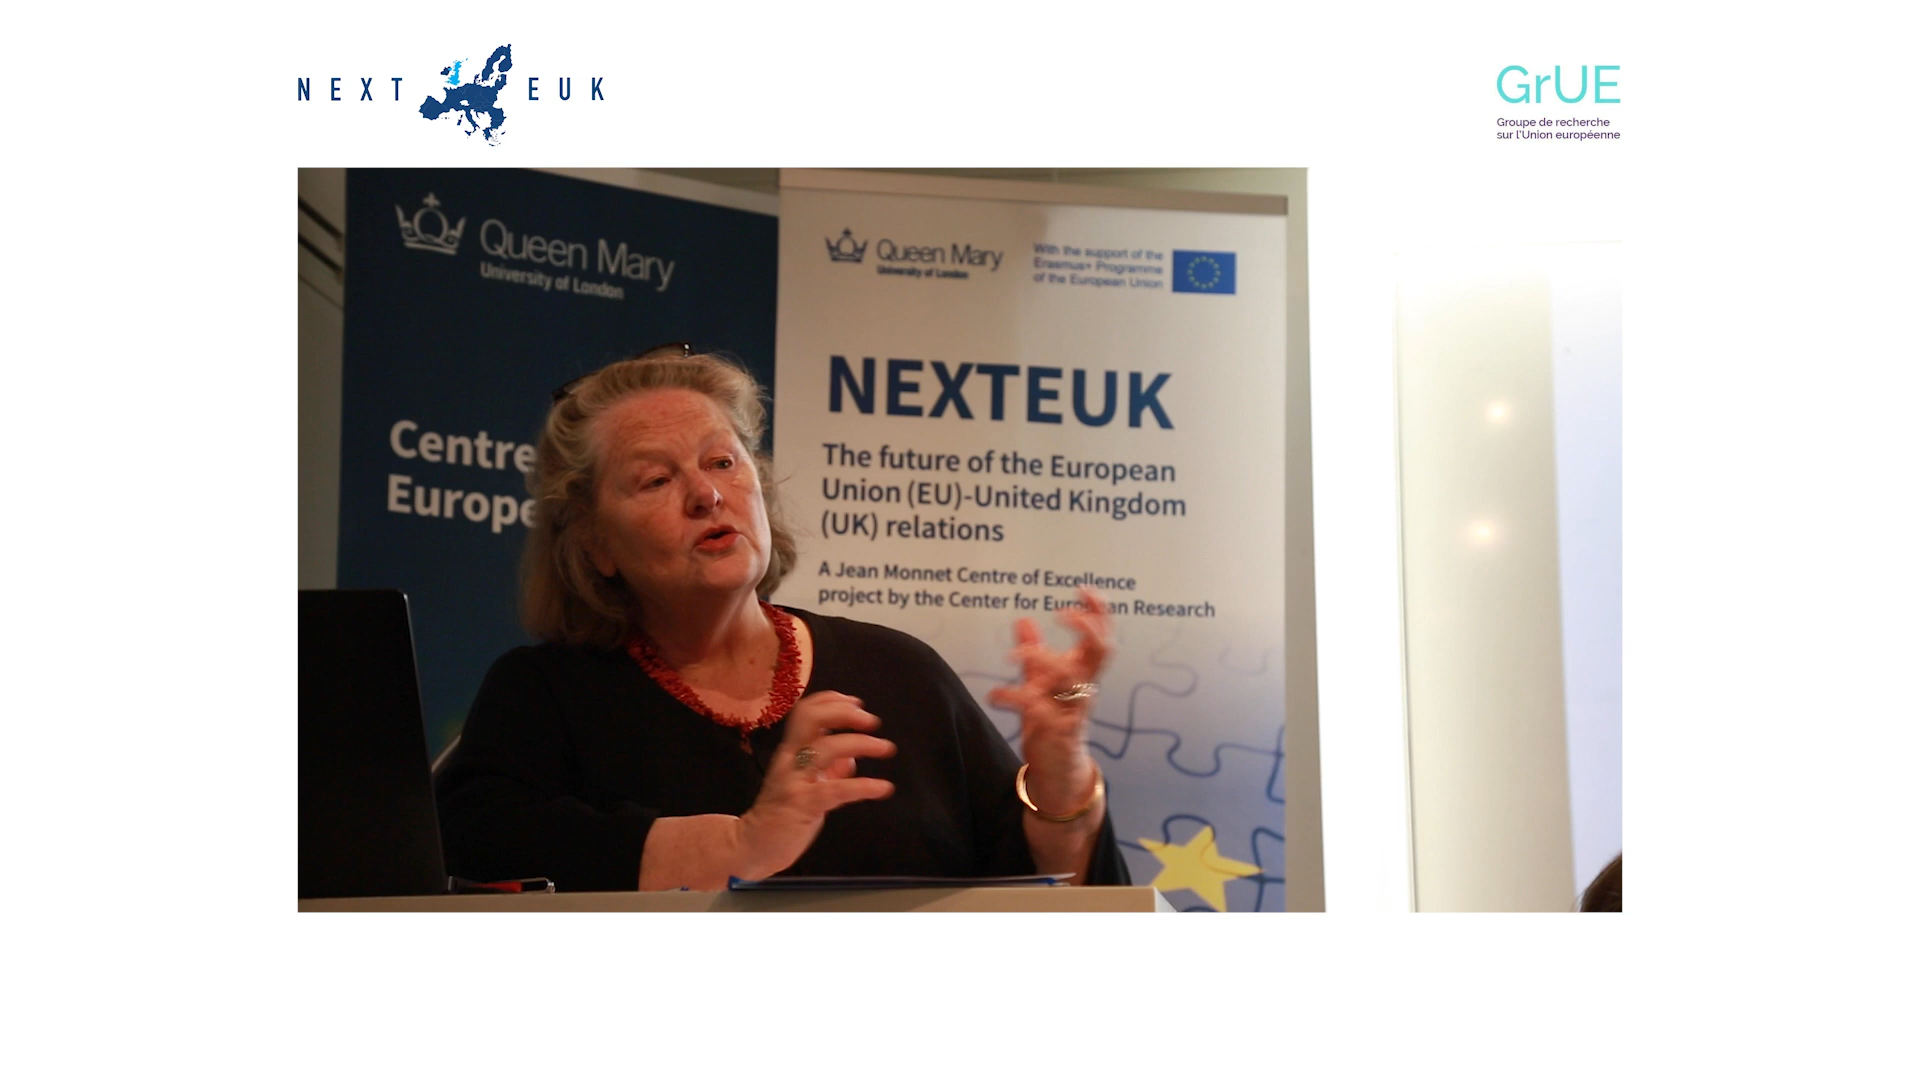 NEXT EUK
GrUE
Groupe de recherche
sur l'Union européenne
Queen Mary
University of London
Centre
Europe
Queen Mary
University of London
With the support of the
Erasmus+ Programme
of the European Union
NEXTEUK
The future of the European
Union (EU)-United Kingdom
(UK) relations
A Jean Monnet Centre of Excellence
project by the Center for European Research